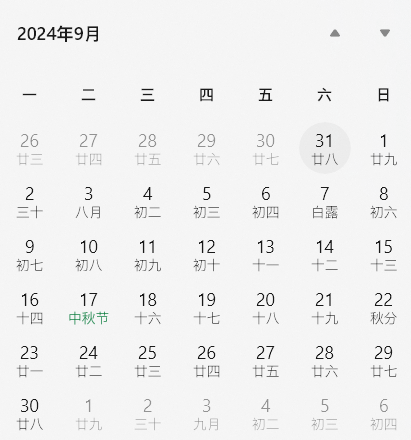 2024年9月
一 二 三 四 五 六 日
26 27 28 29 30 31 1
廿三 廿四 廿五 廿六 廿七 廿八 廿九
2 3 4 5 6 7 8
三十 八月 初二 初三 初四 白露 初六
9 10 11 12 13 14 15
初七 初八 初九 初十 十一 十二 十三
16 17 18 19 20 21 22
十四 中秋节 十六 十七 十八 十九 秋分
23 24 25 26 27 28 29
廿一 廿二 廿三 廿四 廿五 廿六 廿七
30 1 2 3 4 5 6
廿八 廿九 三十 九月 初二 初三 初四